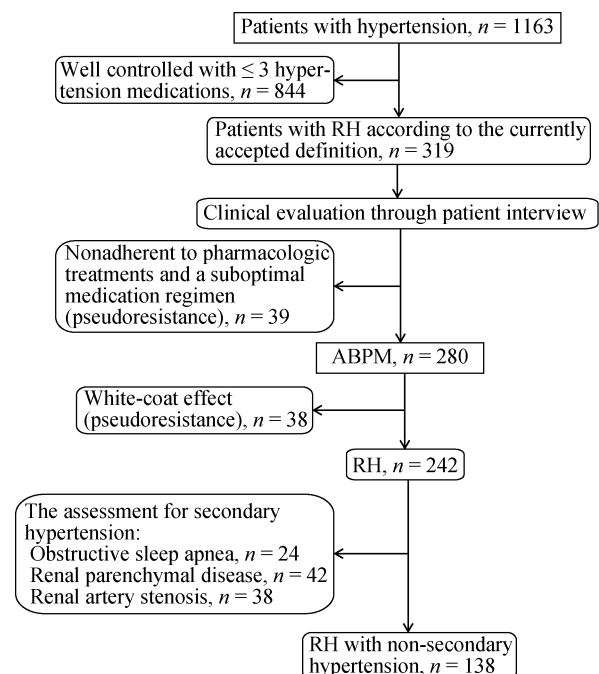 Patients with hypertension, n = 1163
Well controlled with ≤ 3 hyper-
tension medications, n = 844
Patients with RH according to the currently
accepted definition, n = 319
Clinical evaluation through patient interview
Nonadherent to pharmacologic
treatments and a suboptimal
medication regimen
(pseudoresistance), n = 39
ABPM, n = 280
White-coat effect
(pseudoresistance), n = 38
RH, n = 242
The assessment for secondary
hypertension:
Obstructive sleep apnea, n = 24
Renal parenchymal disease, n = 42
Renal artery stenosis, n = 38
RH with non-secondary
hypertension, n = 138